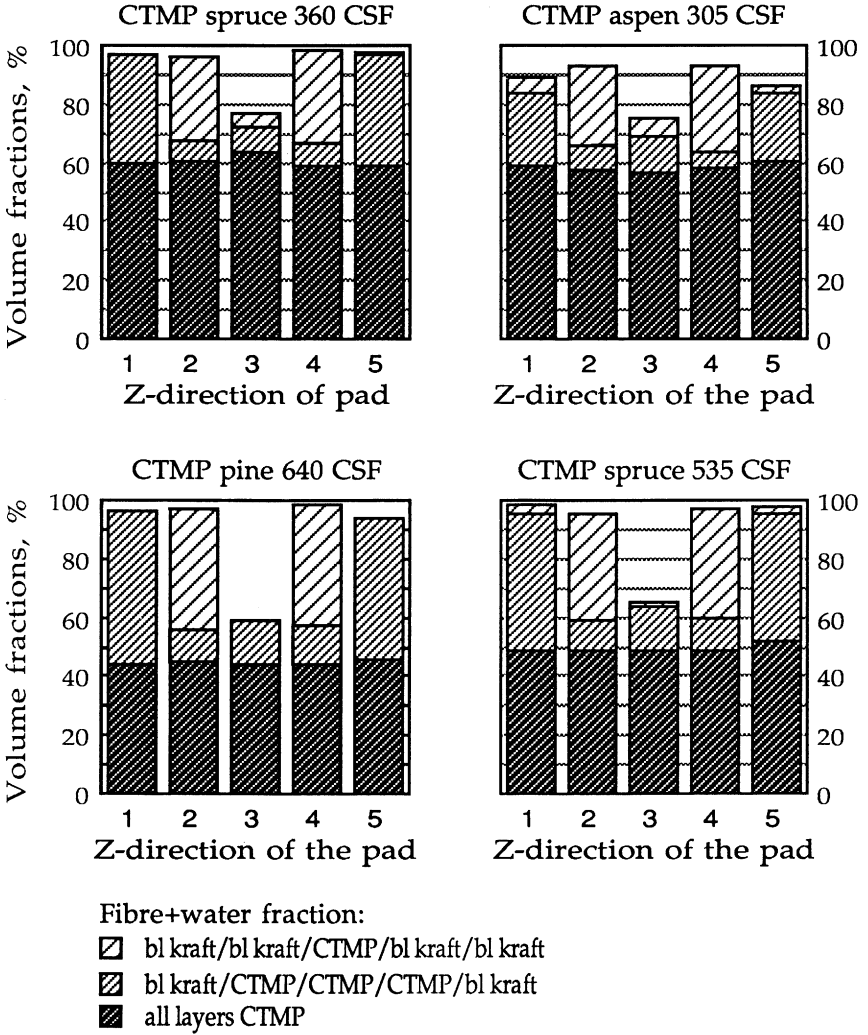 CTMP spruce 360 CSF
CTMP aspen 305 CSF
Volume fractions, %
100
80
60
40
20
0
100
80
60
40
20
0
1 2 3 4 5
1 2 3 4 5
Z-direction of pad
Z-direction of the pad
CTMP pine 640 CSF
CTMP spruce 535 CSF
Volume fractions, %
100
80
60
40
20
0
100
80
60
40
20
0
1 2 3 4 5
1 2 3 4 5
Z-direction of the pad
Z-direction of the pad
Fibre+water fraction:
bl kraft/bl kraft/CTMP/bl kraft/bl kraft
bl kraft/CTMP/CTMP/CTMP/bl kraft
all layers CTMP